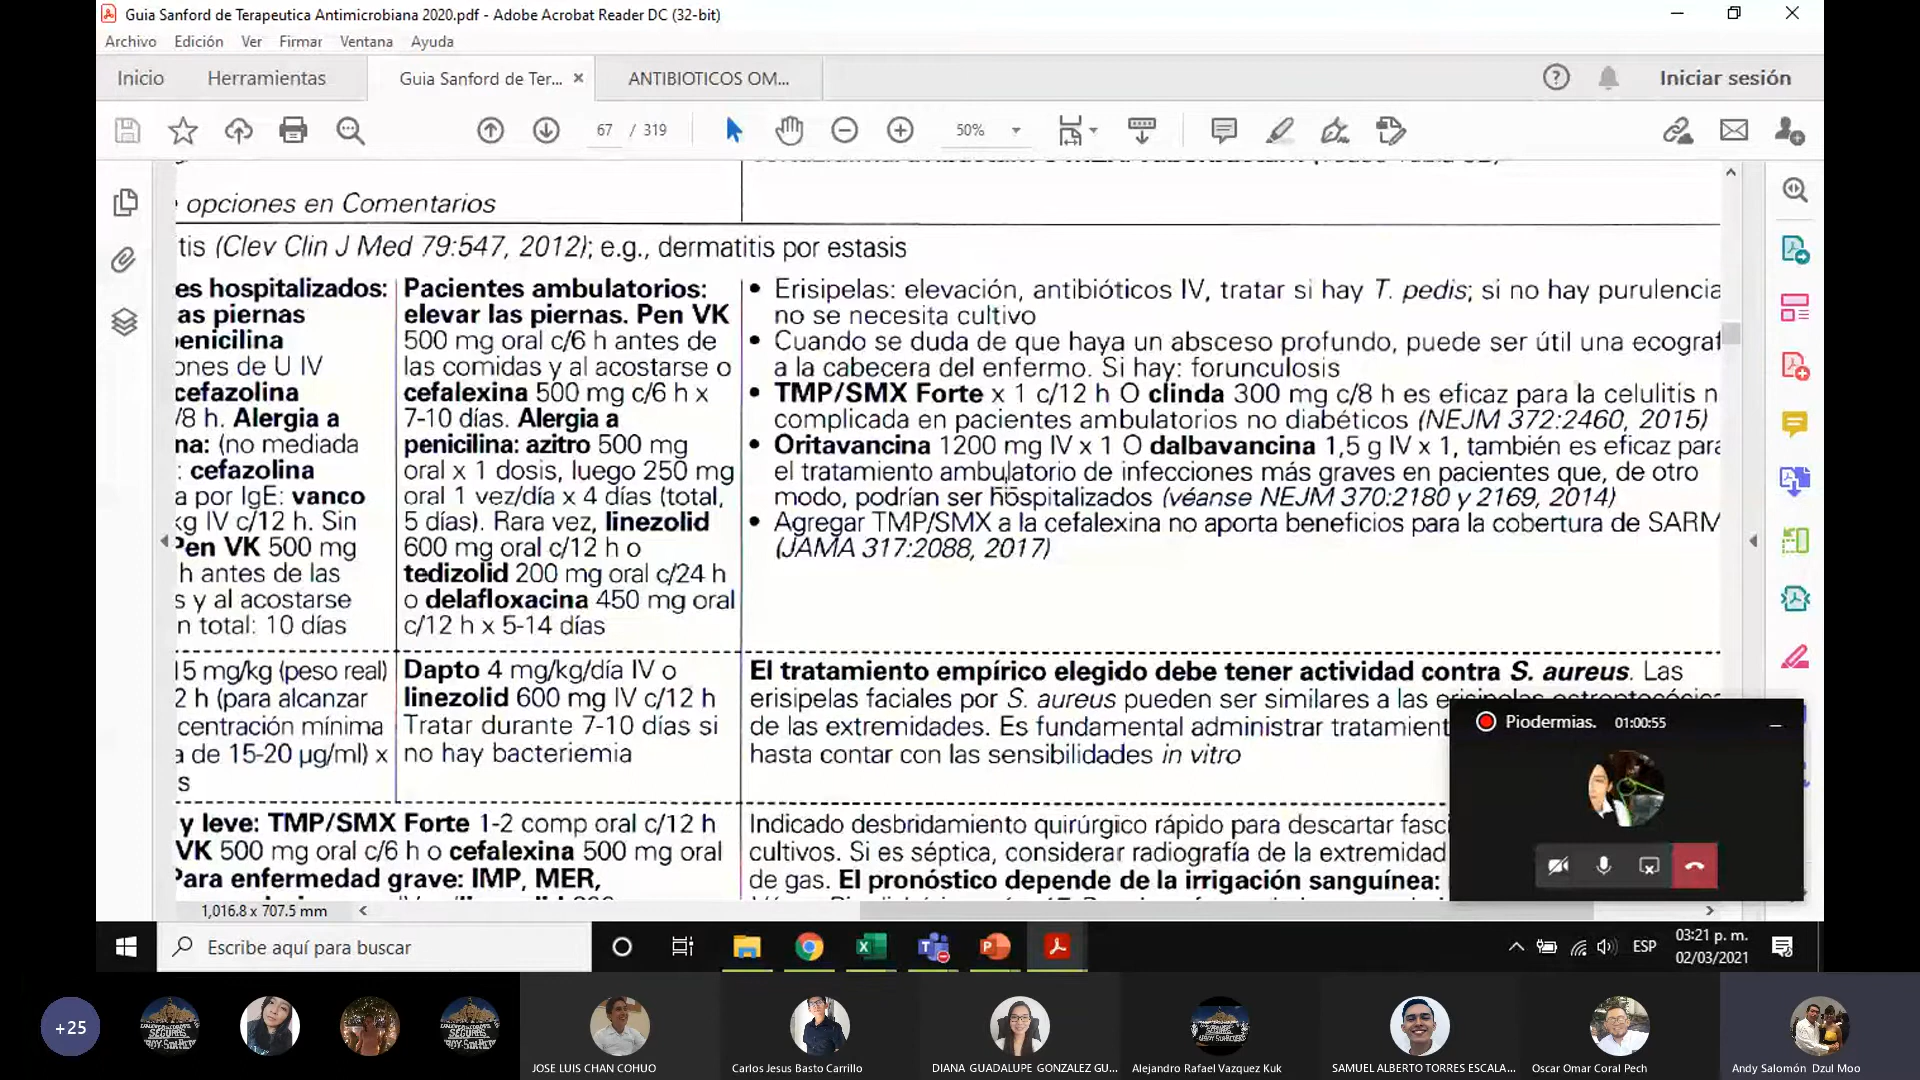 Guia Sanford de Terapeutica Antimicrobiana 2020.pdf - Adobe Acrobat Reader DC (32-bit)
Archivo Edición Ver Firmar Ventana Ayuda
Inicio Herramientas Guia Sanford de Ter... × ANTIBIOTICOS OM... Iniciar sesión
67 / 319 50%
opciones en Comentarios
tis (Clev Clin J Med 79:547, 2012); e.g., dermatitis por estasis
es hospitalizados:
as piernas
penicilina
ones de U IV
cefazolina
/8 h. Alergia a
na: (no mediada
: cefazolina
a por IgE: vanco
kg IV c/12 h. Sin
Pen VK 500 mg
h antes de las
s y al acostarse
n total: 10 días
Pacientes ambulatorios:
elevar las piernas. Pen VK
500 mg oral c/6 h antes de
las comidas y al acostarse o
cefalexina 500 mg c/6 h x
7-10 días. Alergia a
penicilina: azitro 500 mg
oral x 1 dosis, luego 250 mg
oral 1 vez/día x 4 días (total,
5 días). Rara vez, linezolid
600 mg oral c/12 h o
tedizolid 200 mg oral c/24 h
o delafloxacina 450 mg oral
c/12 h x 5-14 días
• Erisipelas: elevación, antibióticos IV, tratar si hay T. pedis; si no hay purulencia
no se necesita cultivo
• Cuando se duda de que haya un absceso profundo, puede ser útil una ecograf
a la cabecera del enfermo. Si hay: forunculosis
• TMP/SMX Forte x 1 c/12 h O clinda 300 mg c/8 h es eficaz para la celulitis n
complicada en pacientes ambulatorios no diabéticos (NEJM 372:2460, 2015)
• Oritavancina 1200 mg IV x 1 O dalbavancina 1,5 g IV x 1, también es eficaz para
el tratamiento ambulatorio de infecciones más graves en pacientes que, de otro
modo, podrían ser hospitalizados (véanse NEJM 370:2180 y 2169, 2014)
• Agregar TMP/SMX a la cefalexina no aporta beneficios para la cobertura de SARM
(JAMA 317:2088, 2017)
15 mg/kg (peso real)
2 h (para alcanzar
centración mínima
a de 15-20 µg/ml) x
s
Dapto 4 mg/kg/día IV o
linezolid 600 mg IV c/12 h
Tratar durante 7-10 días si
no hay bacteriemia
El tratamiento empírico elegido debe tener actividad contra S. aureus. Las
erisipelas faciales por S. aureus pueden ser similares a las erisipelas estreptocócic
de las extremidades. Es fundamental administrar tratamient
hasta contar con las sensibilidades in vitro
y leve: TMP/SMX Forte 1-2 comp oral c/12 h
VK 500 mg oral c/6 h o cefalexina 500 mg oral
Para enfermedad grave: IMP, MER,
Indicado desbridamiento quirúrgico rápido para descartar fasci
cultivos. Si es séptica, considerar radiografía de la extremidad
de gas. El pronóstico depende de la irrigación sanguínea:
Piodermias. 01:00:55
1,016.8 x 707.5 mm
Escribe aquí para buscar
ESP
03:21 p. m.
02/03/2021
+25
JOSE LUIS CHAN COHUO
Carlos Jesus Basto Carrillo
DIANA GUADALUPE GONZALEZ GU...
Alejandro Rafael Vazquez Kuk
SAMUEL ALBERTO TORRES ESCALA...
Oscar Omar Coral Pech
Andy Salomón Dzul Moo